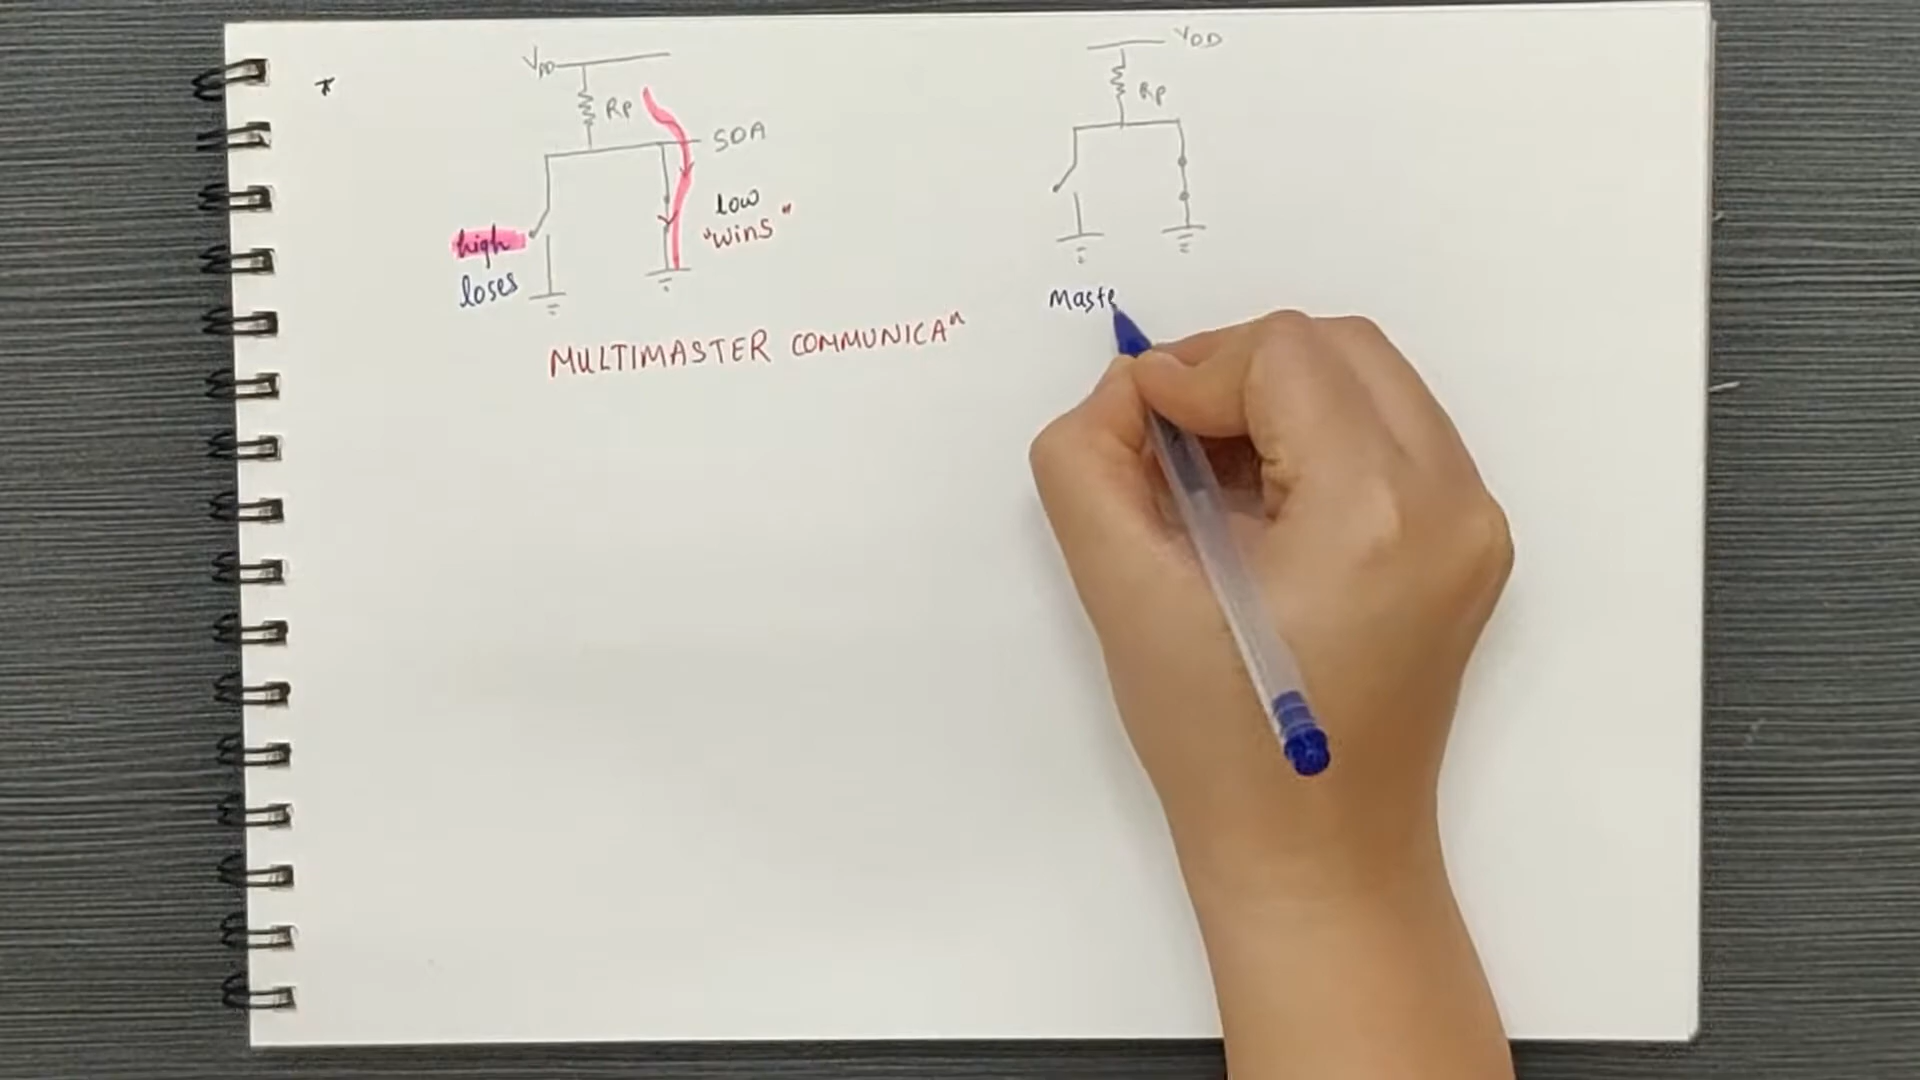 VDD
RP
SDA
high
loses
low
"wins"
MULTIMASTER COMMUNICAⁿ
VDD
RP
Maste